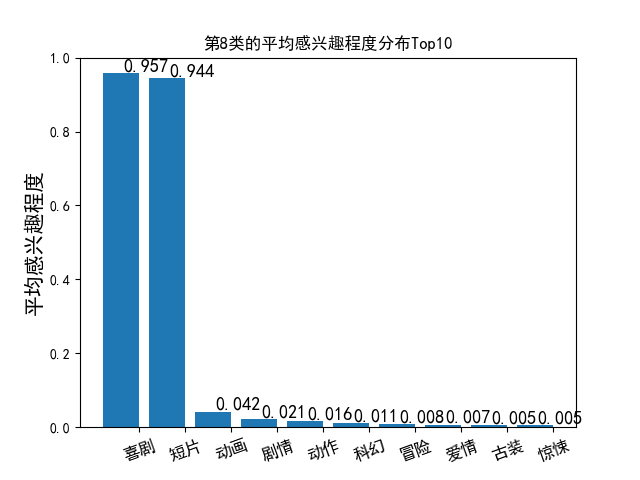 第8类的平均感兴趣程度分布Top10
平均感兴趣程度
1.0
0.8
0.6
0.4
0.2
0.0
0.957
0.944
0.042
0.021
0.016
0.011
0.008
0.007
0.005
0.005
喜剧
短片
动画
剧情
动作
科幻
冒险
爱情
古装
惊悚